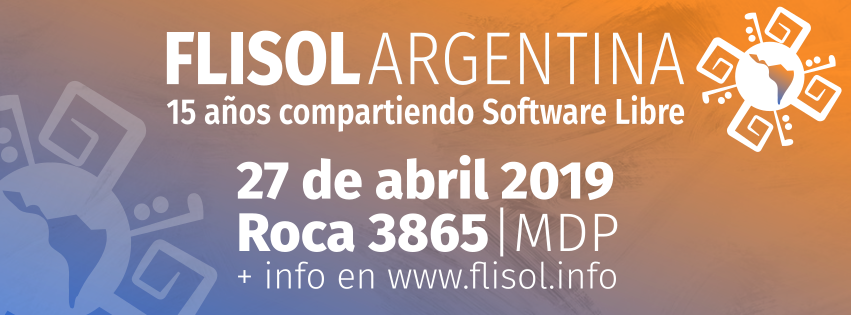 FLISOL ARGENTINA
15 años compartiendo Software Libre
27 de abril 2019
Roca 3865|MDP
+ info en www.flisol.info